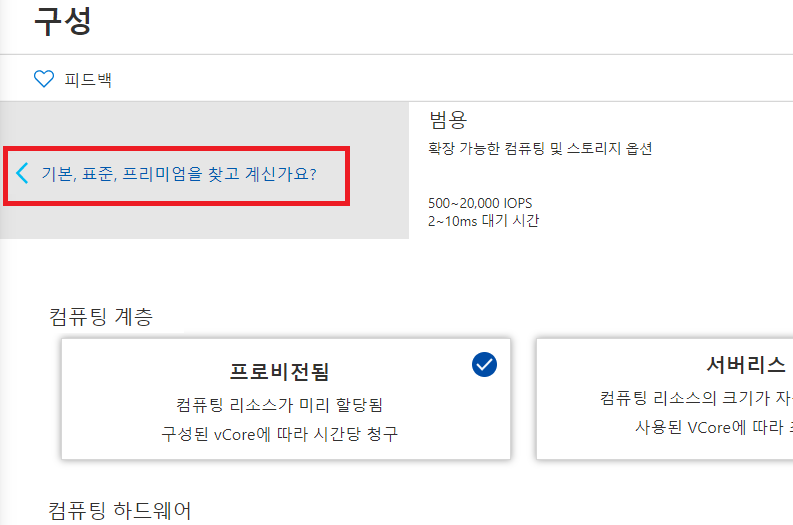 구성
피드백
기본, 표준, 프리미엄을 찾고 계신가요?
범용
확장 가능한 컴퓨팅 및 스토리지 옵션
500~20,000 IOPS
2~10ms 대기 시간
컴퓨팅 계층
프로비전됨
컴퓨팅 리소스가 미리 할당됨
구성된 vCore에 따라 시간당 청구
서버리스
컴퓨팅 리소스의 크기가
사용된 VCore에 따라
컴퓨팅 하드웨어